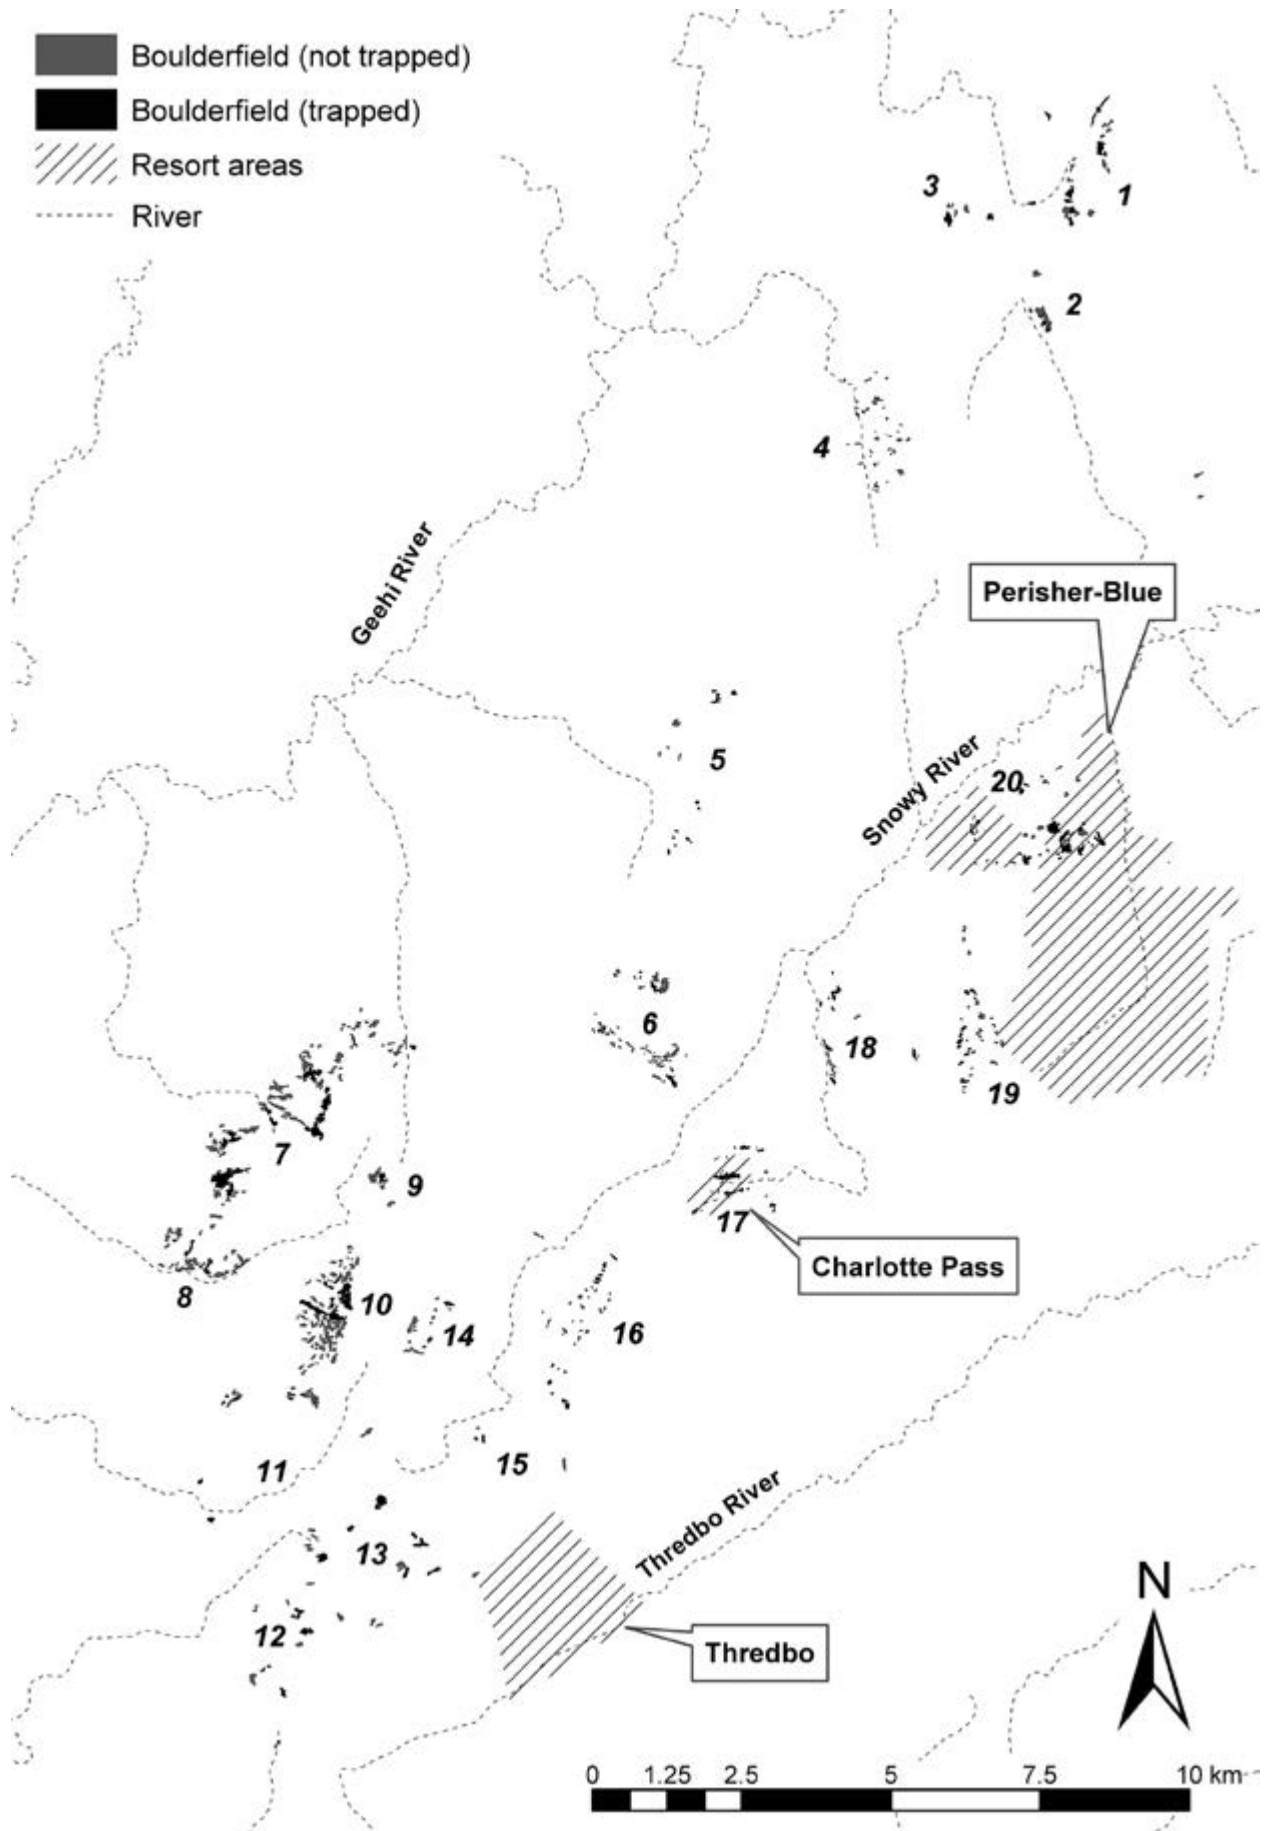 Boulderfield (not trapped)
Boulderfield (trapped)
Resort areas
River
3
1
2
4
Geehi River
Perisher-Blue
5
Snowy River
20
6
18
19
7
9
17
Charlotte Pass
8
10
14
16
11
15
Thredbo River
13
N
12
Thredbo
0 1.25 2.5 5 7.5 10 km